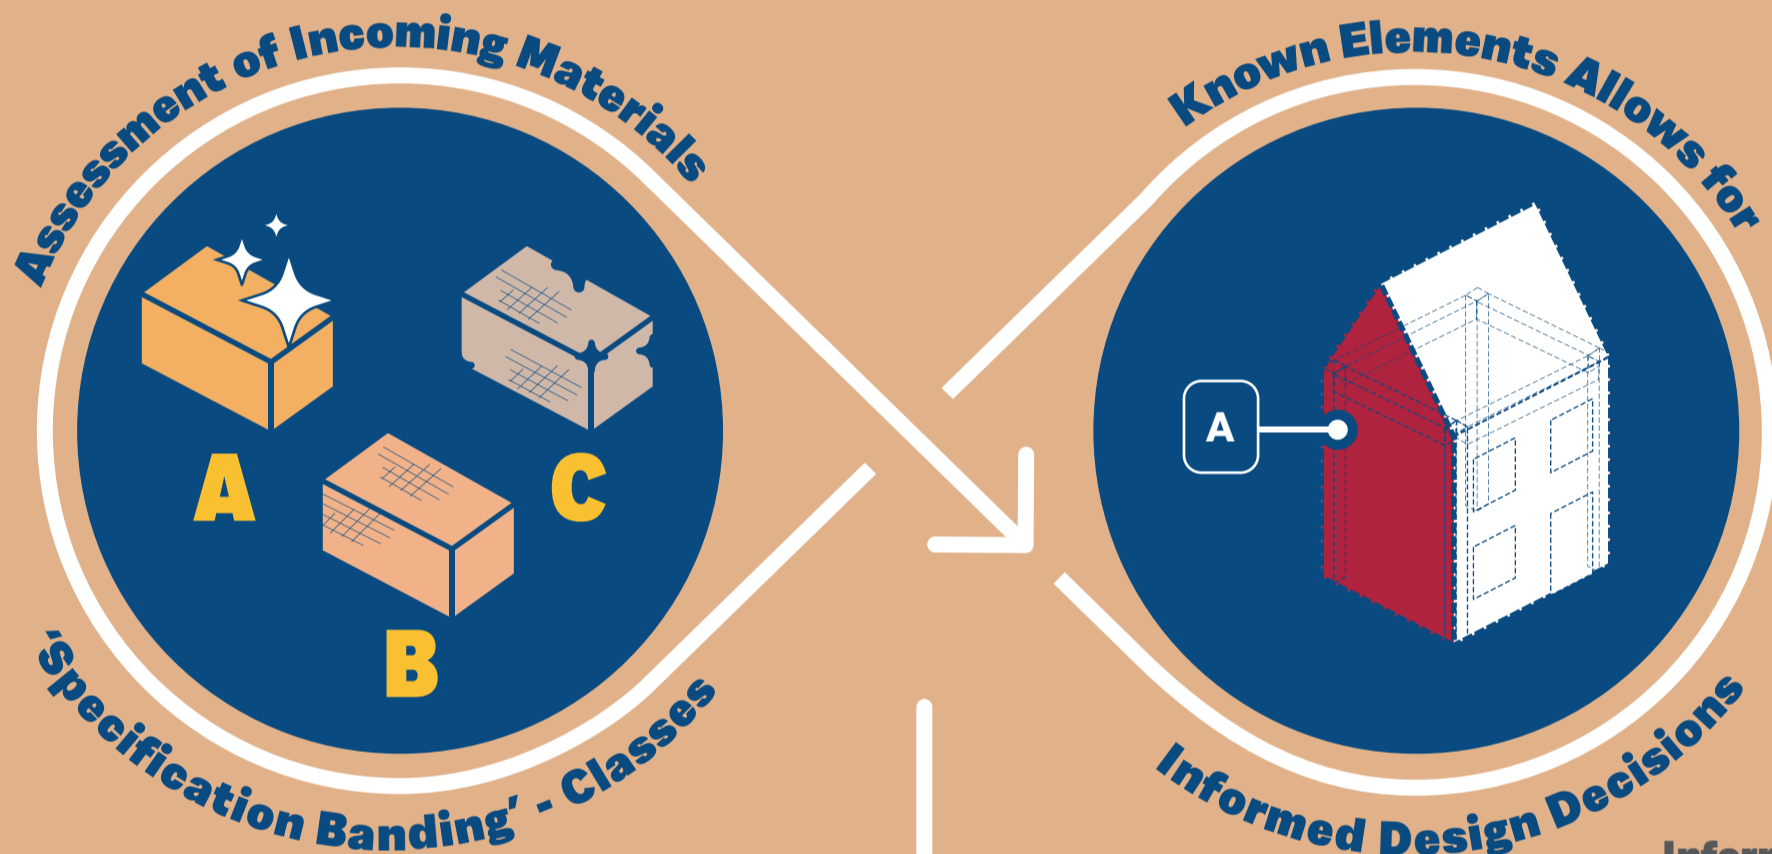 Assessment of Incoming Materials
A
C
B
‘Specification Banding’ - Classes
Known Elements Allows for
A
Informed Design Decisions